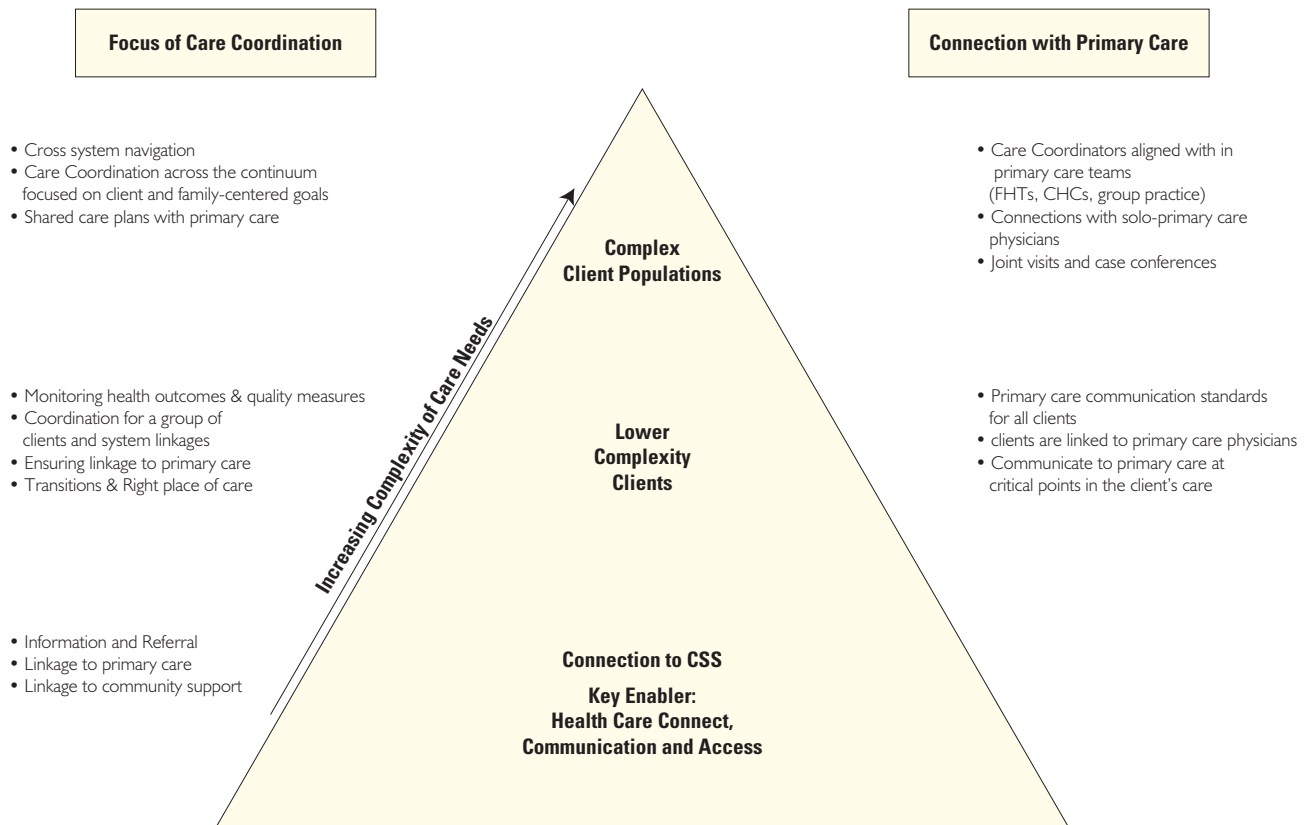 Focus of Care Coordination
Connection with Primary Care
• Cross system navigation
• Care Coordination across the continuum
focused on client and family-centered goals
• Shared care plans with primary care
• Care Coordinators aligned with in
primary care teams
(FHTs, CHCs, group practice)
• Connections with solo-primary care
physicians
• Joint visits and case conferences
Complex
Client Populations
Increasing Complexity of Care Needs
• Monitoring health outcomes & quality measures
• Coordination for a group of
clients and system linkages
• Ensuring linkage to primary care
• Transitions & Right place of care
Lower
Complexity
Clients
• Primary care communication standards
for all clients
• clients are linked to primary care physicians
• Communicate to primary care at
critical points in the client's care
• Information and Referral
• Linkage to primary care
• Linkage to community support
Connection to CSS
Key Enabler:
Health Care Connect,
Communication and Access